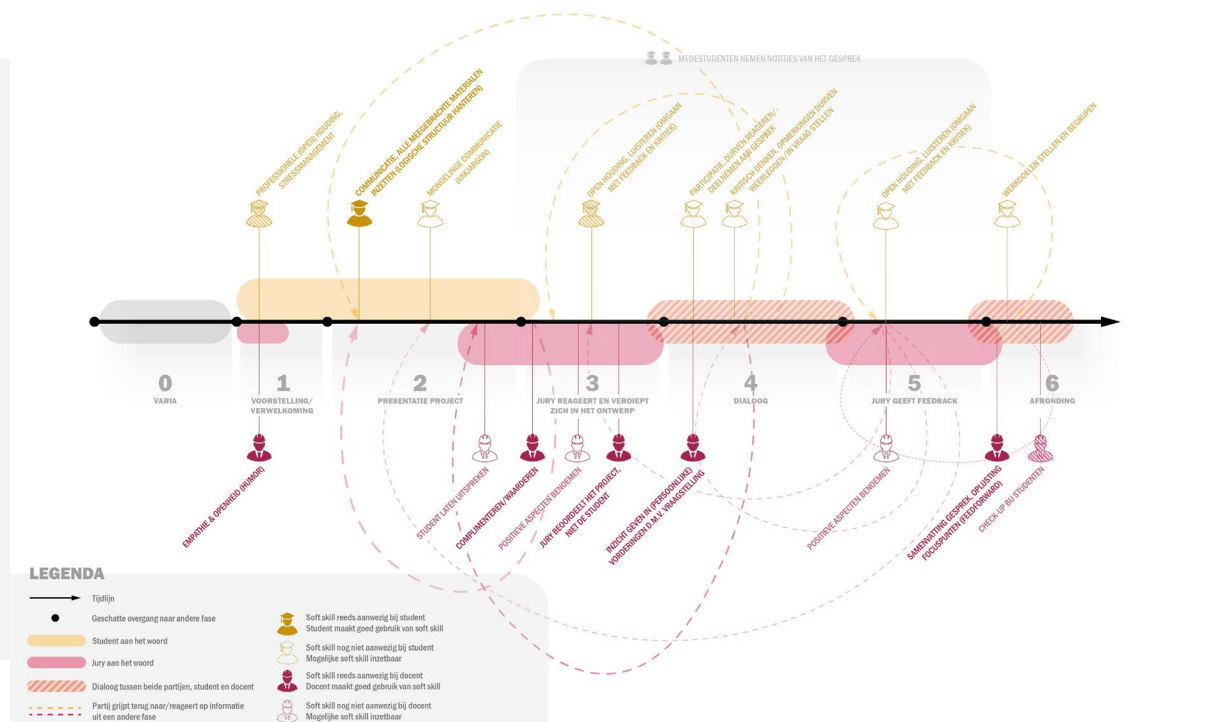 MEDESTUDENTEN NEMEN NOTITIES VAN HET GESPREK
PROFESSIONELE (OPEN) HOUDING,
STRESSMANAGEMENT
COMMUNICATIE, ALLE MEEGEBRACHTE MATERIALEN
INZETTEN (LOGISCHE STRUCTUUR HANTEREN)
MONDELINGE COMMUNICATIE
(VAKJARGON)
OPEN HOUDING, LUISTEREN (OMGAAN
MET FEEDBACK EN KRITIEK)
PARTICIPATIE, DURVEN REAGEREN/-
DEELNEMEN AAN GESPREK
KRITISCH DENKEN, OPMERKINGEN DURVEN
WEERLEGGEN/IN VRAAG STELLEN
OPEN HOUDING, LUISTEREN (OMGAAN
MET FEEDBACK EN KRITIEK)
WERKDOELEN STELLEN EN BEGRIJPEN
0
VARIA
1
VOORSTELLING/
VERWELKOMING
2
PRESENTATIE PROJECT
3
JURY REAGEERT EN VERDIEPT
ZICH IN HET ONTWERP
4
DIALOOG
5
JURY GEEFT FEEDBACK
6
AFRONDING
EMPATHIE & OPENHEID (HUMOR)
STUDENT LATEN UITSPREKEN
COMPLIMENTEREN/WAARDEREN
POSITIEVE ASPECTEN BENOEMEN
JURY BEOORDEELT HET PROJECT,
NIET DE STUDENT
INZICHT GEVEN IN (PERSOONLIJKE)
VORDERINGEN D.M.V. VRAAGSTELLING
POSITIEVE ASPECTEN BENOEMEN
SAMENVATTING GESPREK, OPLIJSTING
FOCUSPUNTEN (FEEDFORWARD)
CHECK-UP BIJ STUDENTEN
LEGENDA
Tijdlijn
Geschatte overgang naar andere fase
Student aan het woord
Jury aan het woord
Dialoog tussen beide partijen, student en docent
Partij grijpt terug naar/reageert op informatie
uit een andere fase
Soft skill reeds aanwezig bij student
Student maakt goed gebruik van soft skill
Soft skill nog niet aanwezig bij student
Mogelijke soft skill inzetbaar
Soft skill reeds aanwezig bij docent
Docent maakt goed gebruik van soft skill
Soft skill nog niet aanwezig bij docent
Mogelijke soft skill inzetbaar